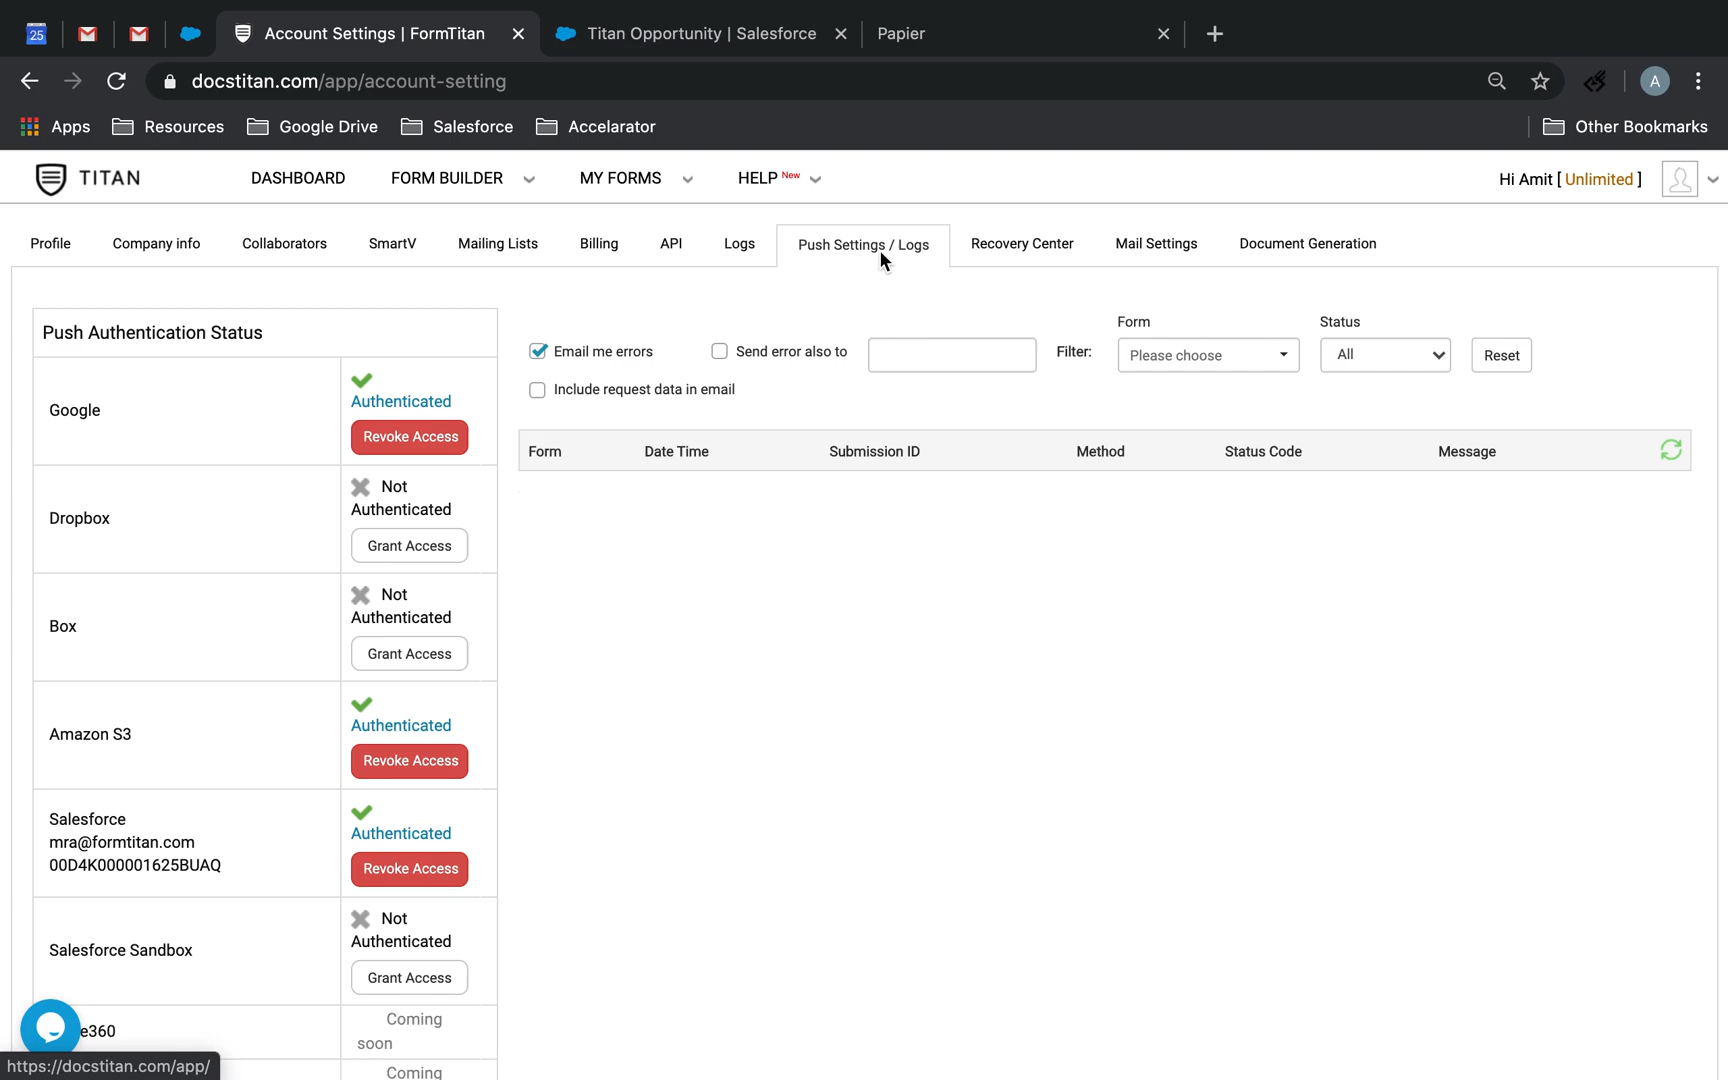 25
Account Settings | FormTitan
Titan Opportunity | Salesforce
Papier
docstitan.com/app/account-setting
A
Apps
Resources
Google Drive
Salesforce
Accelarator
Other Bookmarks
TITAN
DASHBOARD
FORM BUILDER
MY FORMS
HELP New
Hi Amit [ Unlimited ]
Profile
Company info
Collaborators
SmartV
Mailing Lists
Billing
API
Logs
Push Settings / Logs
Recovery Center
Mail Settings
Document Generation
Push Authentication Status
Google
Authenticated
Revoke Access
Dropbox
Not
Authenticated
Grant Access
Box
Not
Authenticated
Grant Access
Amazon S3
Authenticated
Revoke Access
Salesforce
mra@formtitan.com
00D4K000001625BUAQ
Authenticated
Revoke Access
Salesforce Sandbox
Not
Authenticated
Grant Access
e360
Coming
soon
Coming
Email me errors
Send error also to
Filter:
Form
Please choose
Status
All
Reset
Include request data in email
Form
Date Time
Submission ID
Method
Status Code
Message
https://docstitan.com/app/